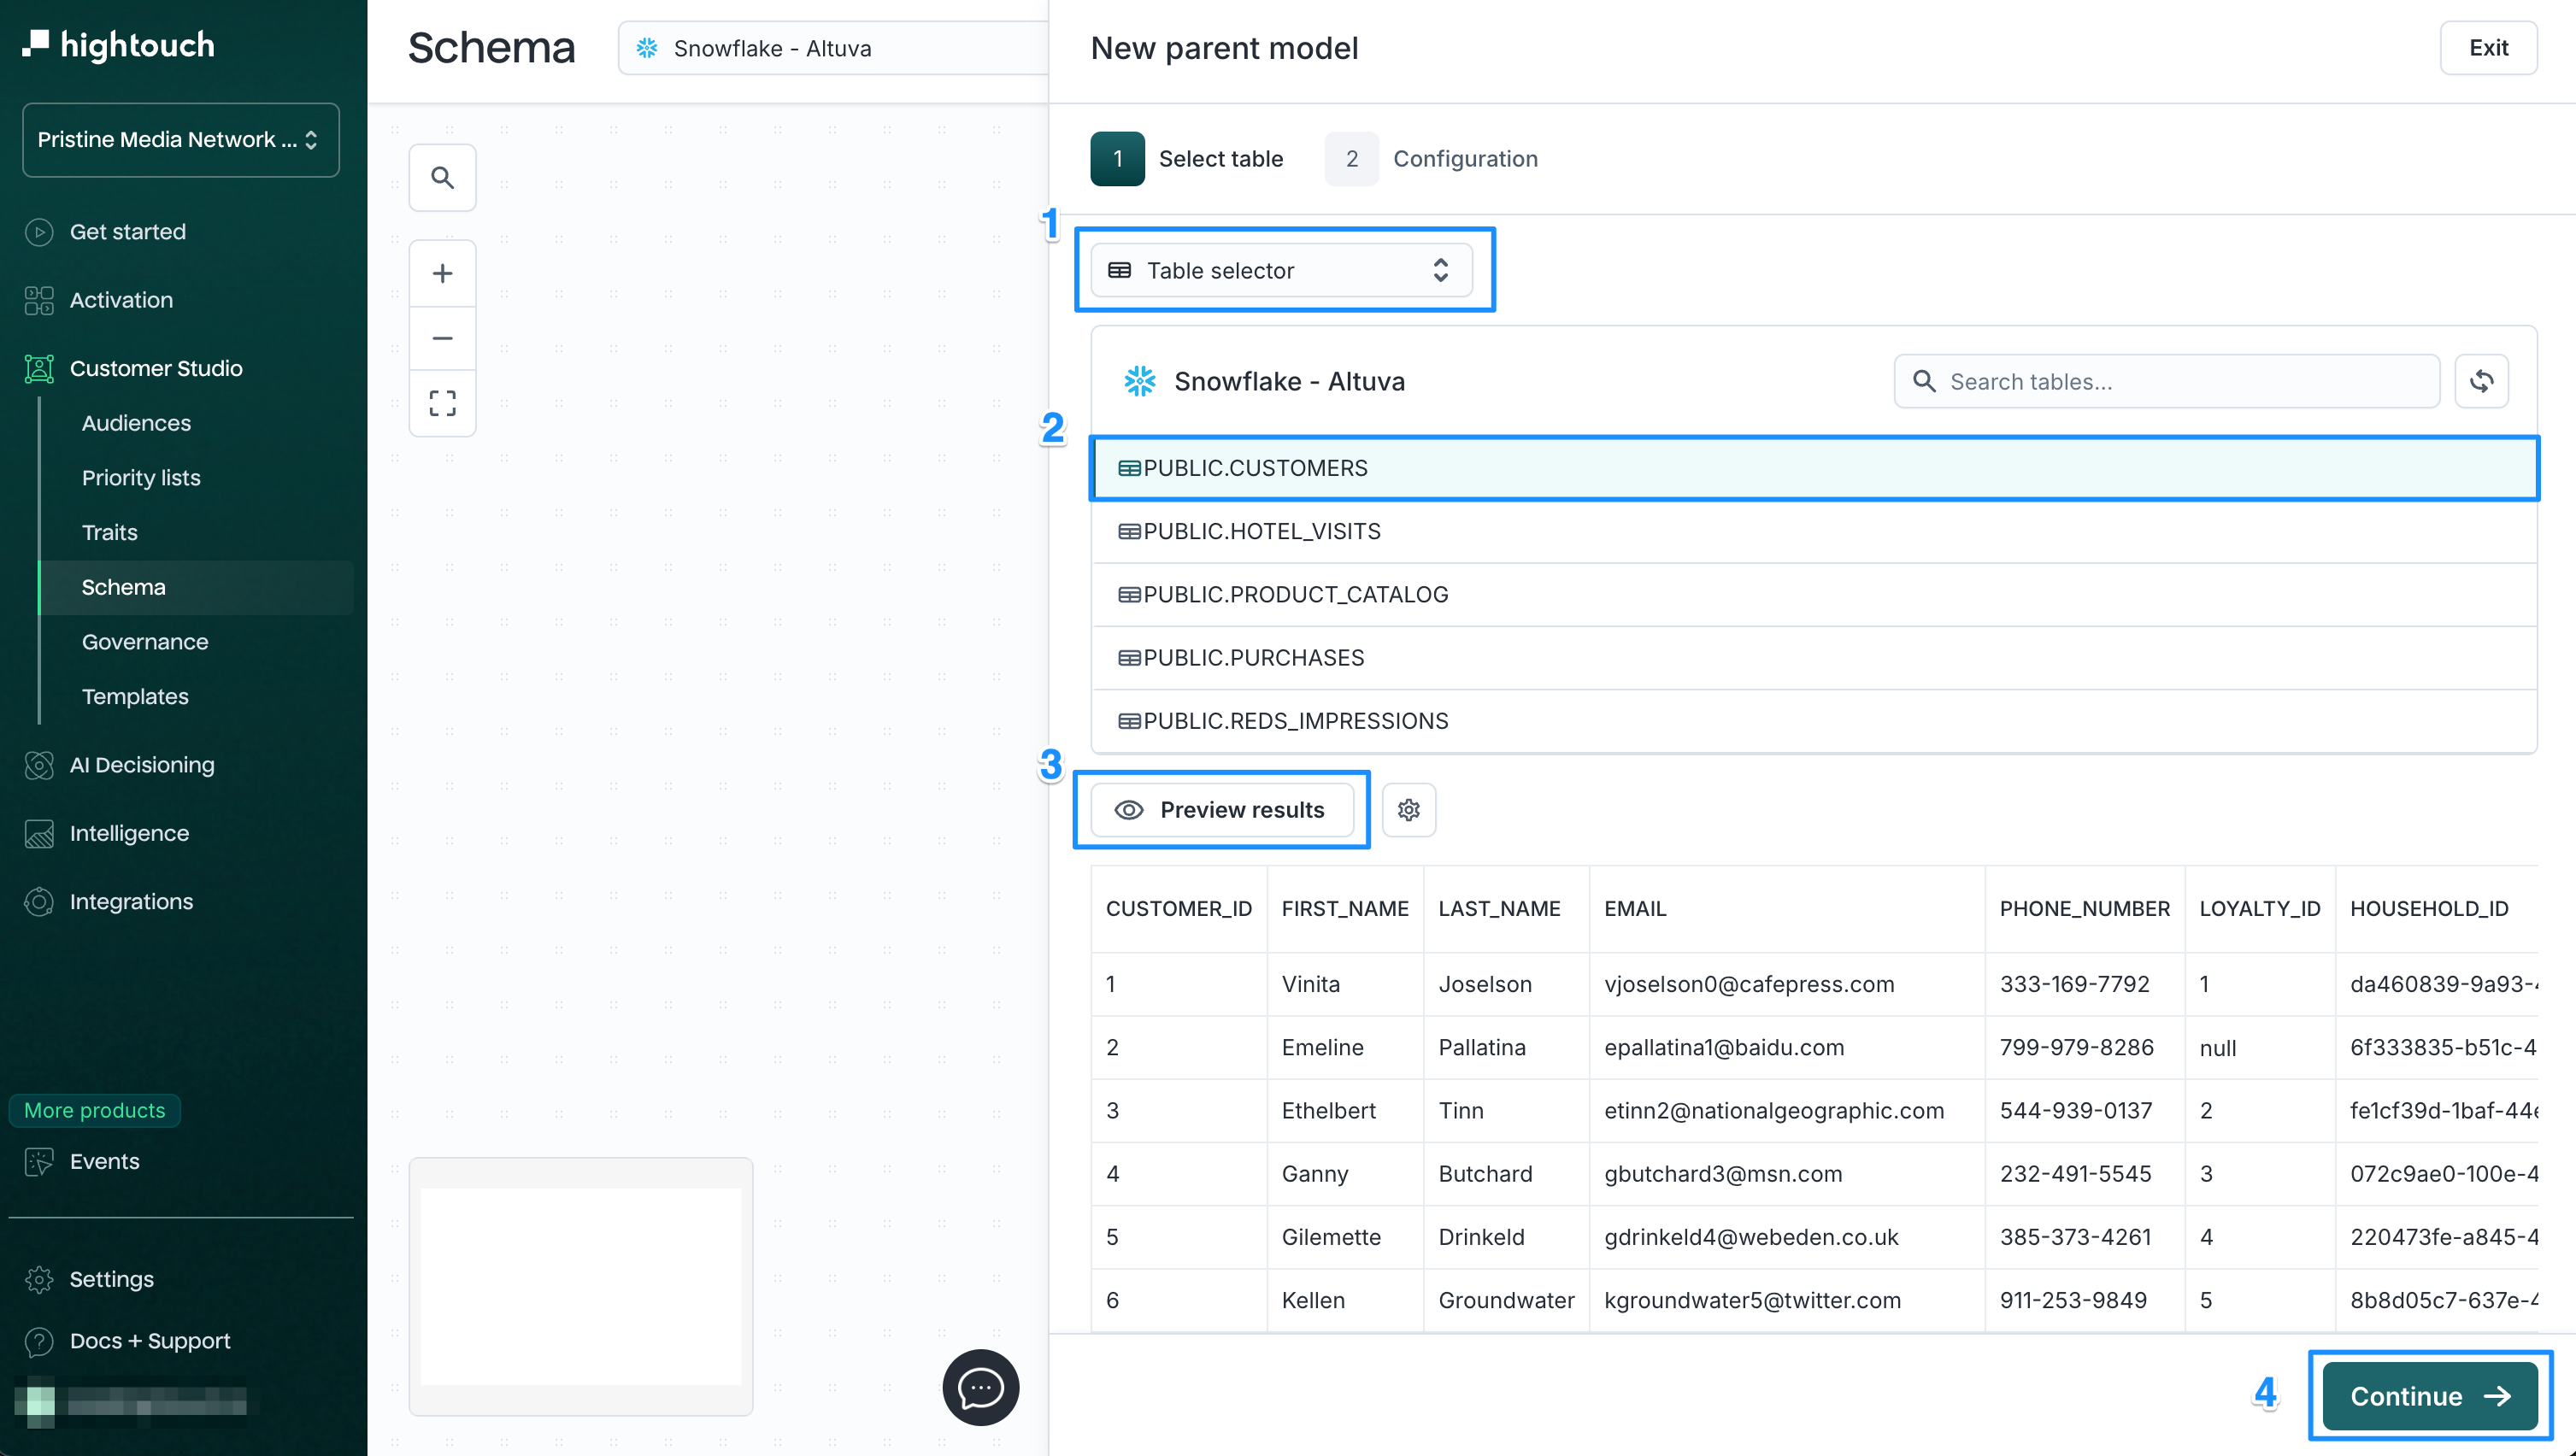 hightouch
Pristine Media Network ...
Get started
Activation
Customer Studio
Audiences
Priority lists
Traits
Schema
Governance
Templates
AI Decisioning
Intelligence
Integrations
More products
Events
Settings
Docs + Support
Schema
Snowflake - Altuva
New parent model
Exit
1 Select table
2 Configuration
1
Table selector
Snowflake - Altuva
Search tables...
2
PUBLIC.CUSTOMERS
PUBLIC.HOTEL_VISITS
PUBLIC.PRODUCT_CATALOG
PUBLIC.PURCHASES
PUBLIC.REDS_IMPRESSIONS
3
Preview results
CUSTOMER_ID FIRST_NAME LAST_NAME EMAIL PHONE_NUMBER LOYALTY_ID HOUSEHOLD_ID
1 Vinita Joselson vjoselson0@cafepress.com 333-169-7792 1 da460839-9a93-4
2 Emeline Pallatina epallatina1@baidu.com 799-979-8286 null 6f333835-b51c-4
3 Ethelbert Tinn etinn2@nationalgeographic.com 544-939-0137 2 fe1cf39d-1baf-44e
4 Ganny Butchard gbutchard3@msn.com 232-491-5545 3 072c9ae0-100e-4
5 Gilemette Drinkeld gdrinkeld4@webeden.co.uk 385-373-4261 4 220473fe-a845-4
6 Kellen Groundwater kgroundwater5@twitter.com 911-253-9849 5 8b8d05c7-637e-4
4
Continue